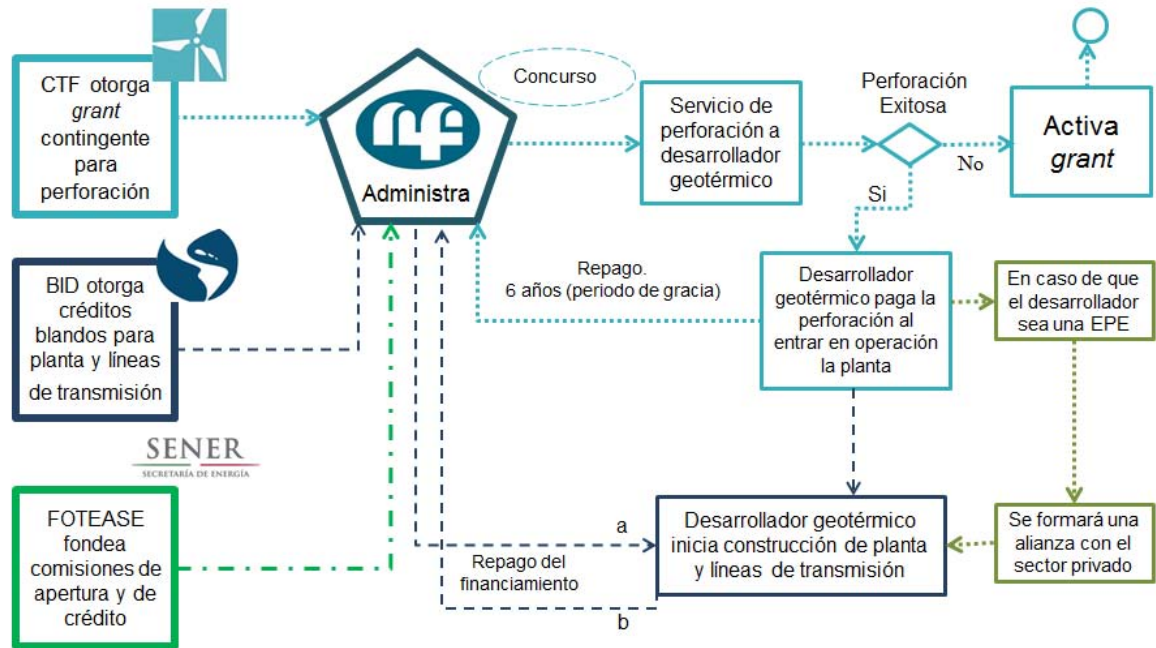 CTF otorga
grant
contingente
para
perforación
Administra
Concurso
Servicio de
perforación a
desarrollador
geotérmico
Perforación
Exitosa
No
Activa
grant
Si
BID otorga
créditos
blandos para
planta y líneas
de transmisión
Repago.
6 años (periodo de gracia)
Desarrollador
geotérmico paga la
perforación al
entrar en operación
la planta
En caso de que
el desarrollador
sea una EPE
SENER
SECRETARÍA DE ENERGÍA
FOTEASE
fondea
comisiones de
apertura y de
crédito
a
Repago del
financiamiento
b
Desarrollador geotérmico
inicia construcción de planta
y líneas de transmisión
Se formará una
alianza con el
sector privado